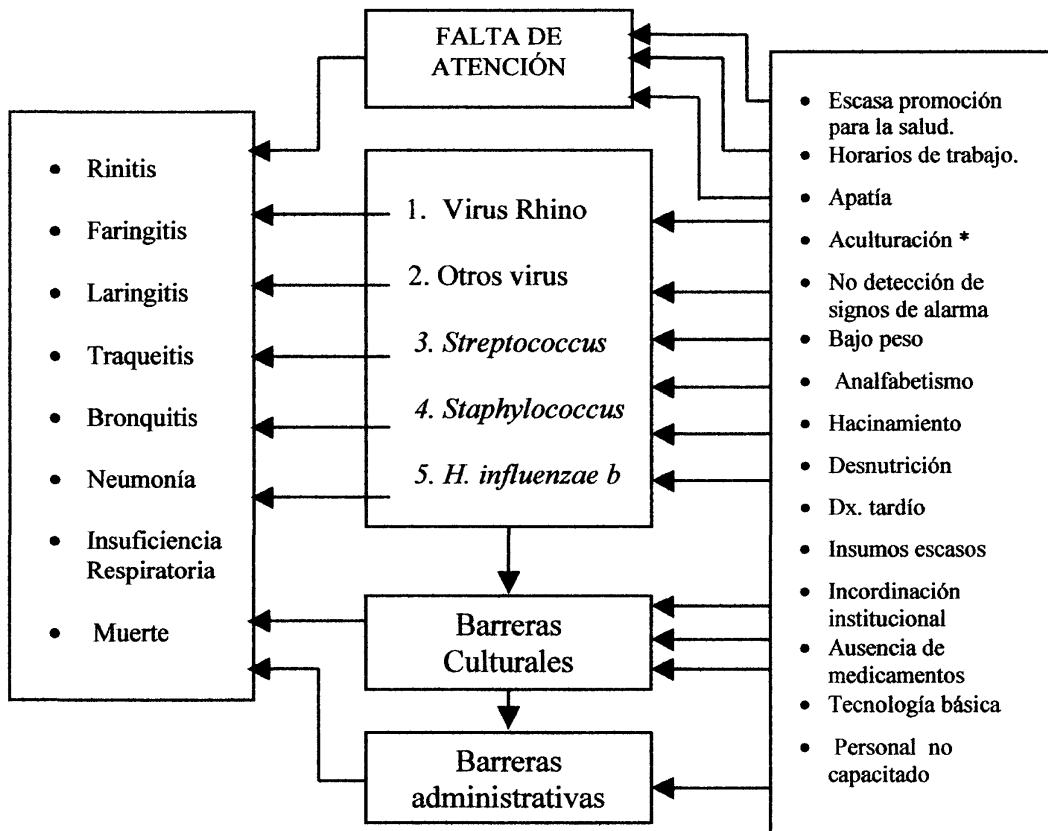 FALTA DE
ATENCIÓN
• Rinitis
• Faringitis
• Laringitis
• Traqueitis
• Bronquitis
• Neumonía
• Insuficiencia
Respiratoria
• Muerte
1. Virus Rhino
2. Otros virus
3. Streptococcus
4. Staphylococcus
5. H. influenzae b
Barreras
Culturales
Barreras
administrativas
• Escasa promoción
para la salud.
• Horarios de trabajo.
• Apatía
• Aculturación *
• No detección de
signos de alarma
• Bajo peso
• Analfabetismo
• Hacinamiento
• Desnutrición
• Dx. tardío
• Insumos escasos
• Incordinación
institucional
• Ausencia de
medicamentos
• Tecnología básica
• Personal no
capacitado